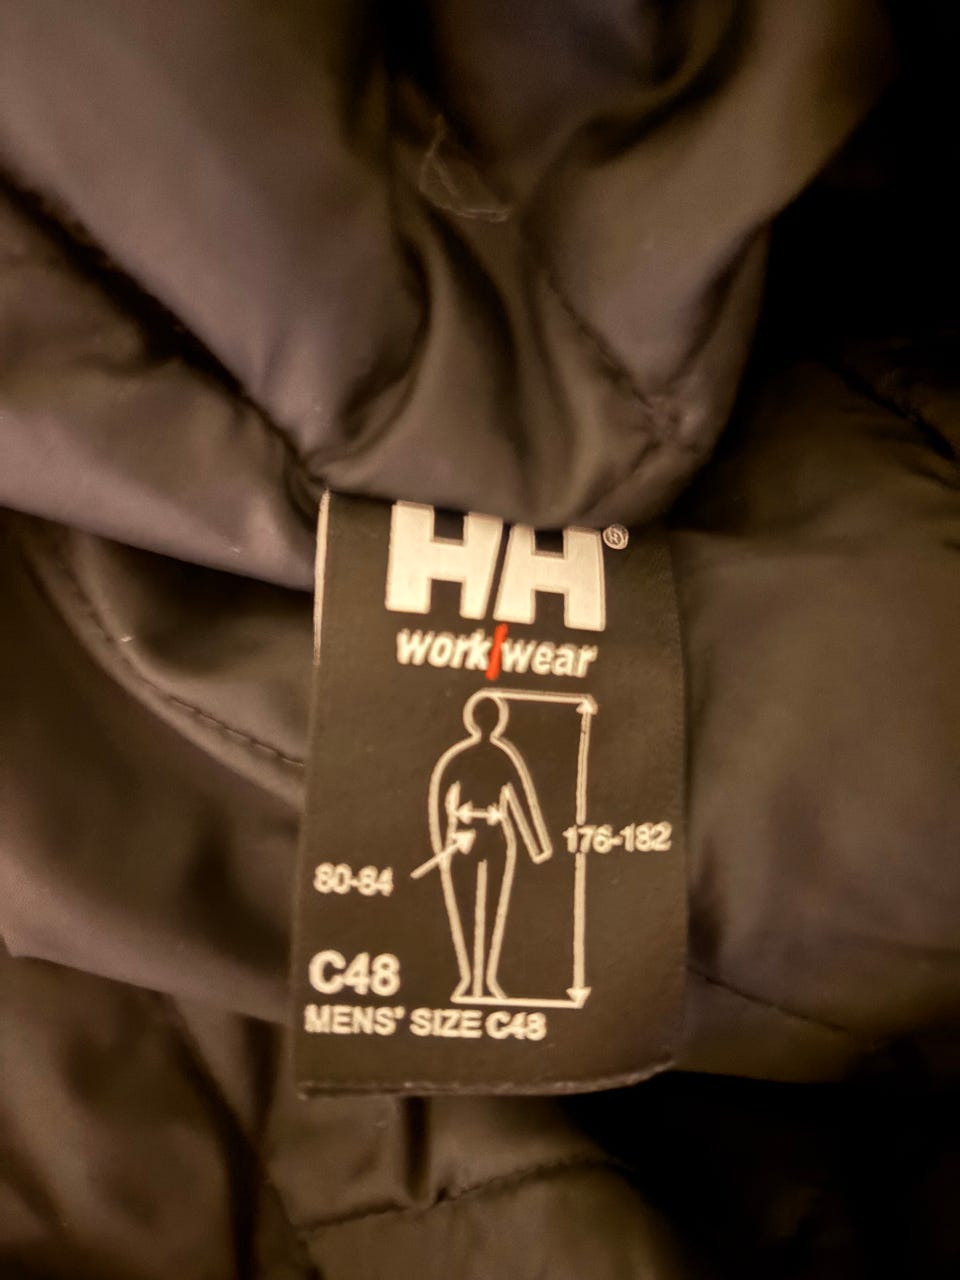 HH®
work/wear
176-182
80-84
C48
MENS' SIZE C48